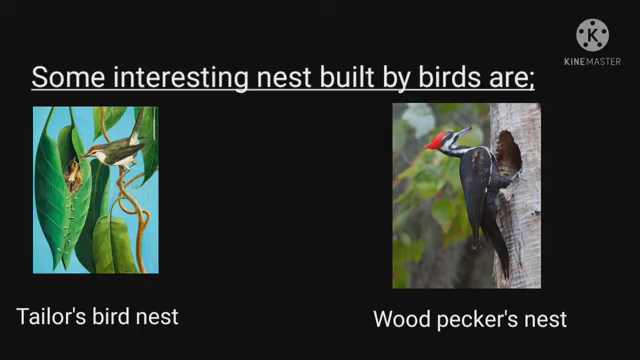 K
KINEMASTER
Some interesting nest built by birds are;
Tailor's bird nest
Wood pecker's nest